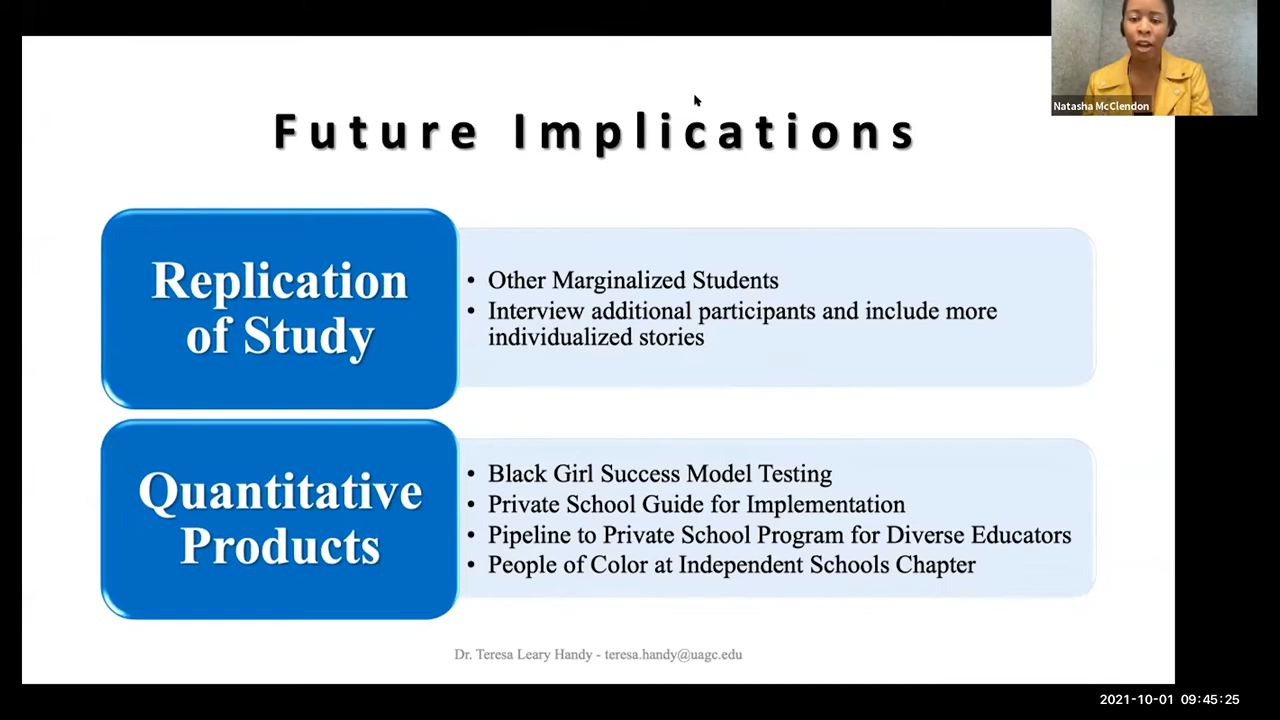 Natasha McClendon
Future Implications
Replication
of Study
• Other Marginalized Students
• Interview additional participants and include more
individualized stories
Quantitative
Products
• Black Girl Success Model Testing
• Private School Guide for Implementation
• Pipeline to Private School Program for Diverse Educators
• People of Color at Independent Schools Chapter
Dr. Teresa Leary Handy - teresa.handy@uagc.edu
2021-10-01 09:45:25